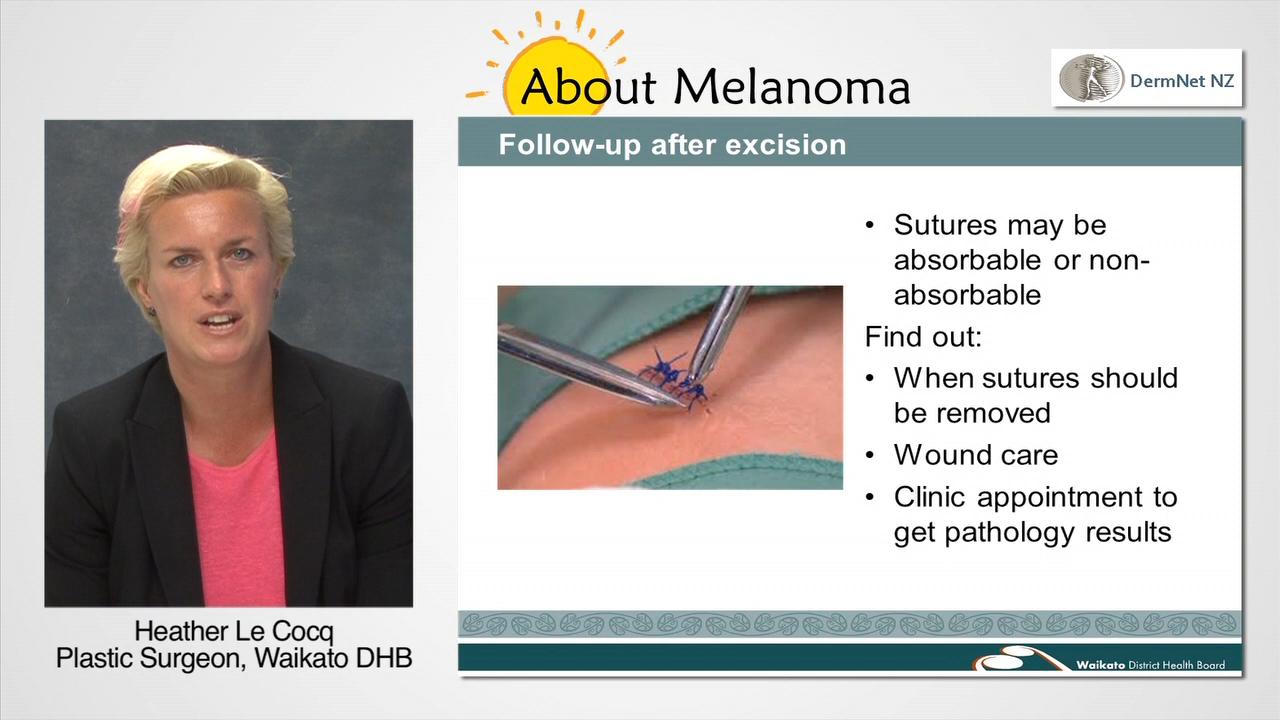 About Melanoma
DermNet NZ
Follow-up after excision
• Sutures may be
absorbable or non-
absorbable
Find out:
• When sutures should
be removed
• Wound care
• Clinic appointment to
get pathology results
Heather Le Cocq
Plastic Surgeon, Waikato DHB
Waikato District Health Board